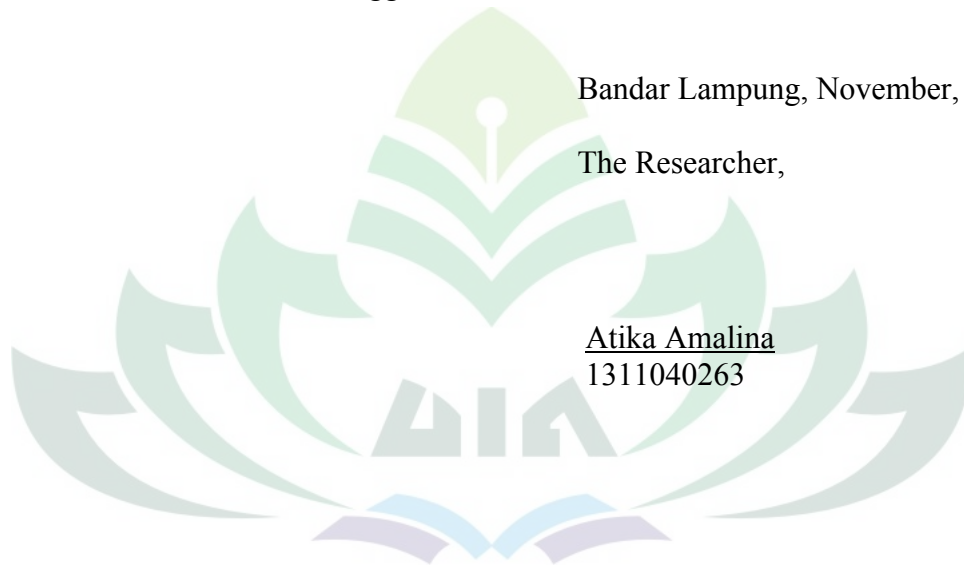 Bandar Lampung, November,
The Researcher,
Atika Amalina
1311040263